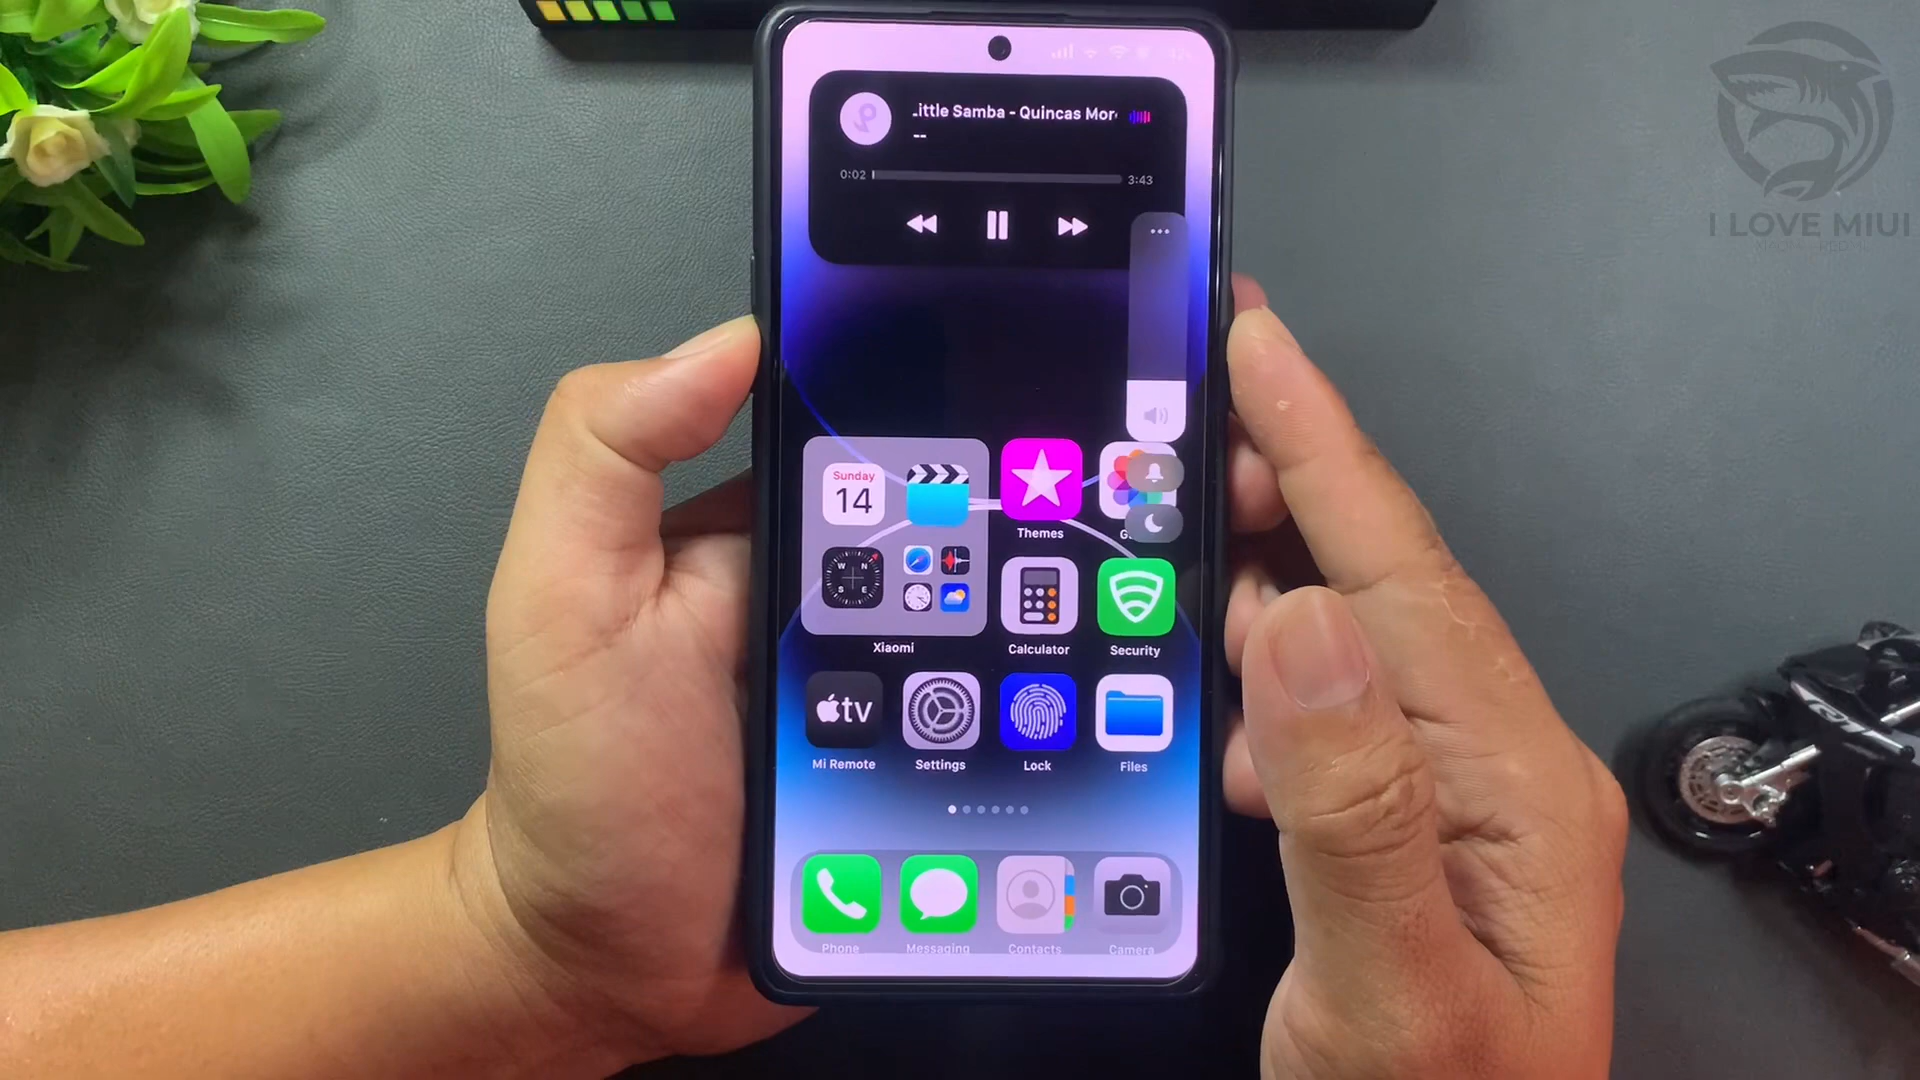 .ittle Samba - Quincas Mor
--
0:02
3:43
Sunday
14
W N
S E
Xiaomi
Themes
G
Calculator
Security
tv
Mi Remote
Settings
Lock
Files
Phone
Messaging
Contacts
Camera
I LOVE MIUI